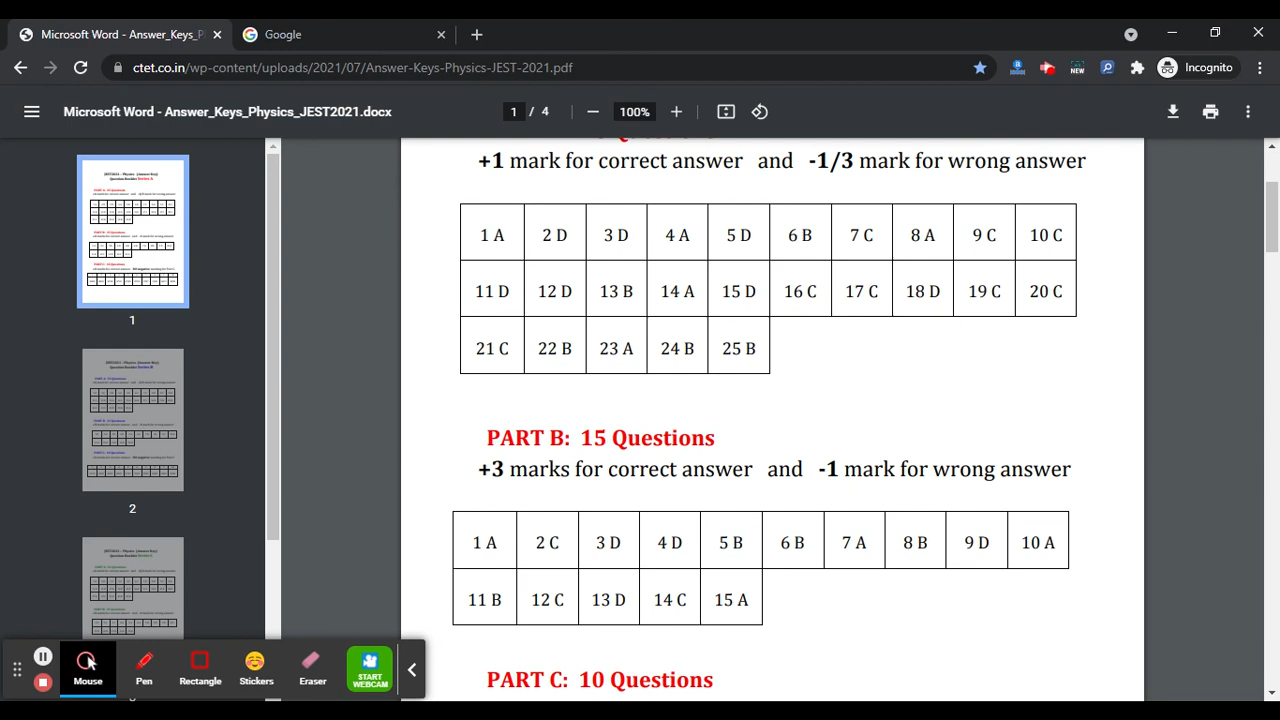 Microsoft Word - Answer_Keys_P
Google
ctet.co.in/wp-content/uploads/2021/07/Answer-Keys-Physics-JEST-2021.pdf
NEW
Incognito
Microsoft Word - Answer_Keys_Physics_JEST2021.docx
1 / 4
100%
+1 mark for correct answer and -1/3 mark for wrong answer
1 A 2 D 3 D 4 A 5 D 6 B 7 C 8 A 9 C 10 C
11 D 12 D 13 B 14 A 15 D 16 C 17 C 18 D 19 C 20 C
21 C 22 B 23 A 24 B 25 B
PART B: 15 Questions
+3 marks for correct answer and -1 mark for wrong answer
1 A 2 C 3 D 4 D 5 B 6 B 7 A 8 B 9 D 10 A
11 B 12 C 13 D 14 C 15 A
PART C: 10 Questions
1
2
Mouse
Pen
Rectangle
Stickers
Eraser
START
WEBCAM